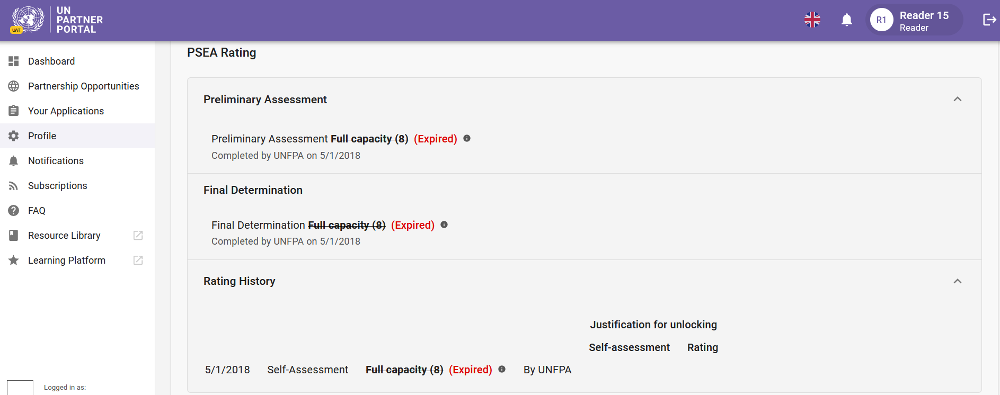 UN
PARTNER
PORTAL
UAT
R1
Reader 15
Reader
Dashboard
Partnership Opportunities
Your Applications
Profile
Notifications
Subscriptions
FAQ
Resource Library
Learning Platform
Logged in as:
PSEA Rating
Preliminary Assessment
Preliminary Assessment Full capacity (8) (Expired)
Completed by UNFPA on 5/1/2018
Final Determination
Final Determination Full capacity (8) (Expired)
Completed by UNFPA on 5/1/2018
Rating History
Justification for unlocking
Self-assessment Rating
5/1/2018 Self-Assessment Full capacity (8) (Expired) By UNFPA